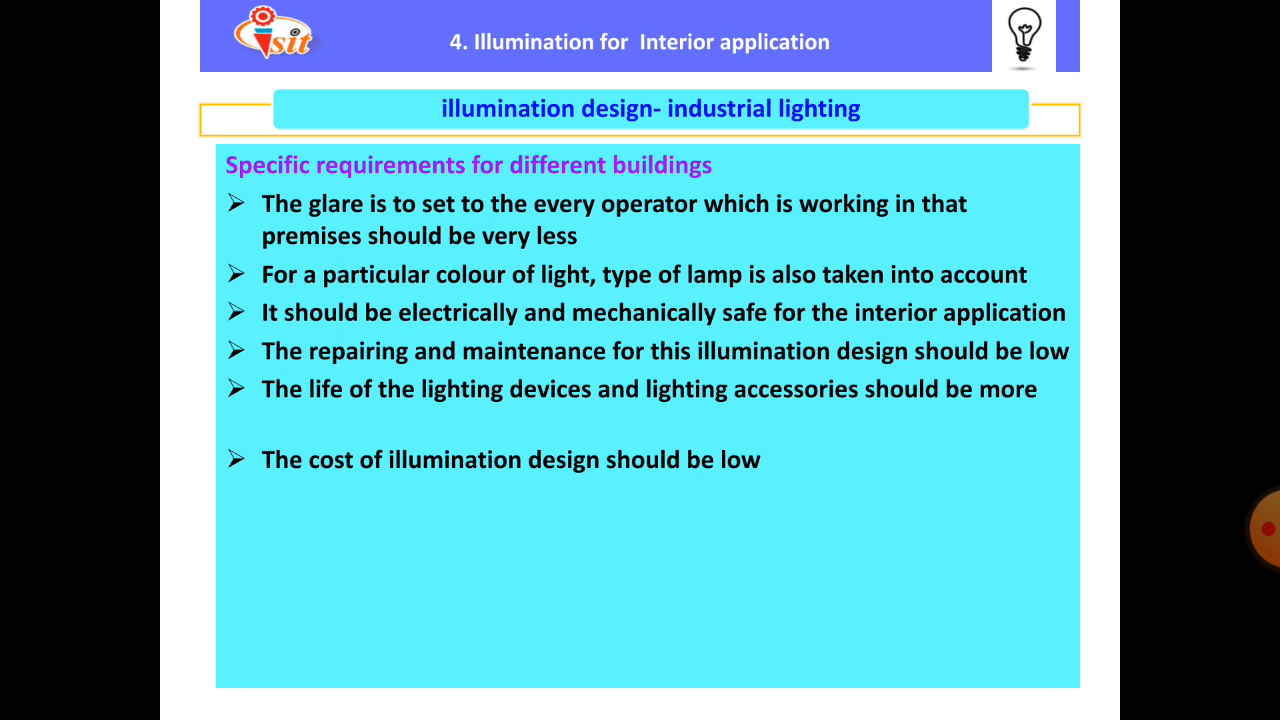 isit
4. Illumination for Interior application
illumination design- industrial lighting
Specific requirements for different buildings
The glare is to set to the every operator which is working in that
premises should be very less
For a particular colour of light, type of lamp is also taken into account
It should be electrically and mechanically safe for the interior application
The repairing and maintenance for this illumination design should be low
The life of the lighting devices and lighting accessories should be more
The cost of illumination design should be low